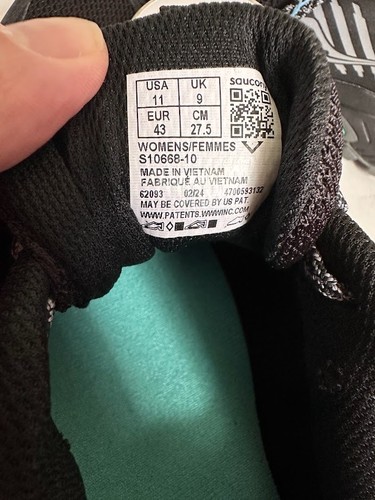 saucony
USA UK
11 9
EUR CM
43 27.5
WOMENS/FEMMES
S10668-10
MADE IN VIETNAM
FABRIQUÉ AU VIETNAM
62093 02/24 4700593132
MAY BE COVERED BY US PAT.
WWW.PATENTS.WWWINC.COM